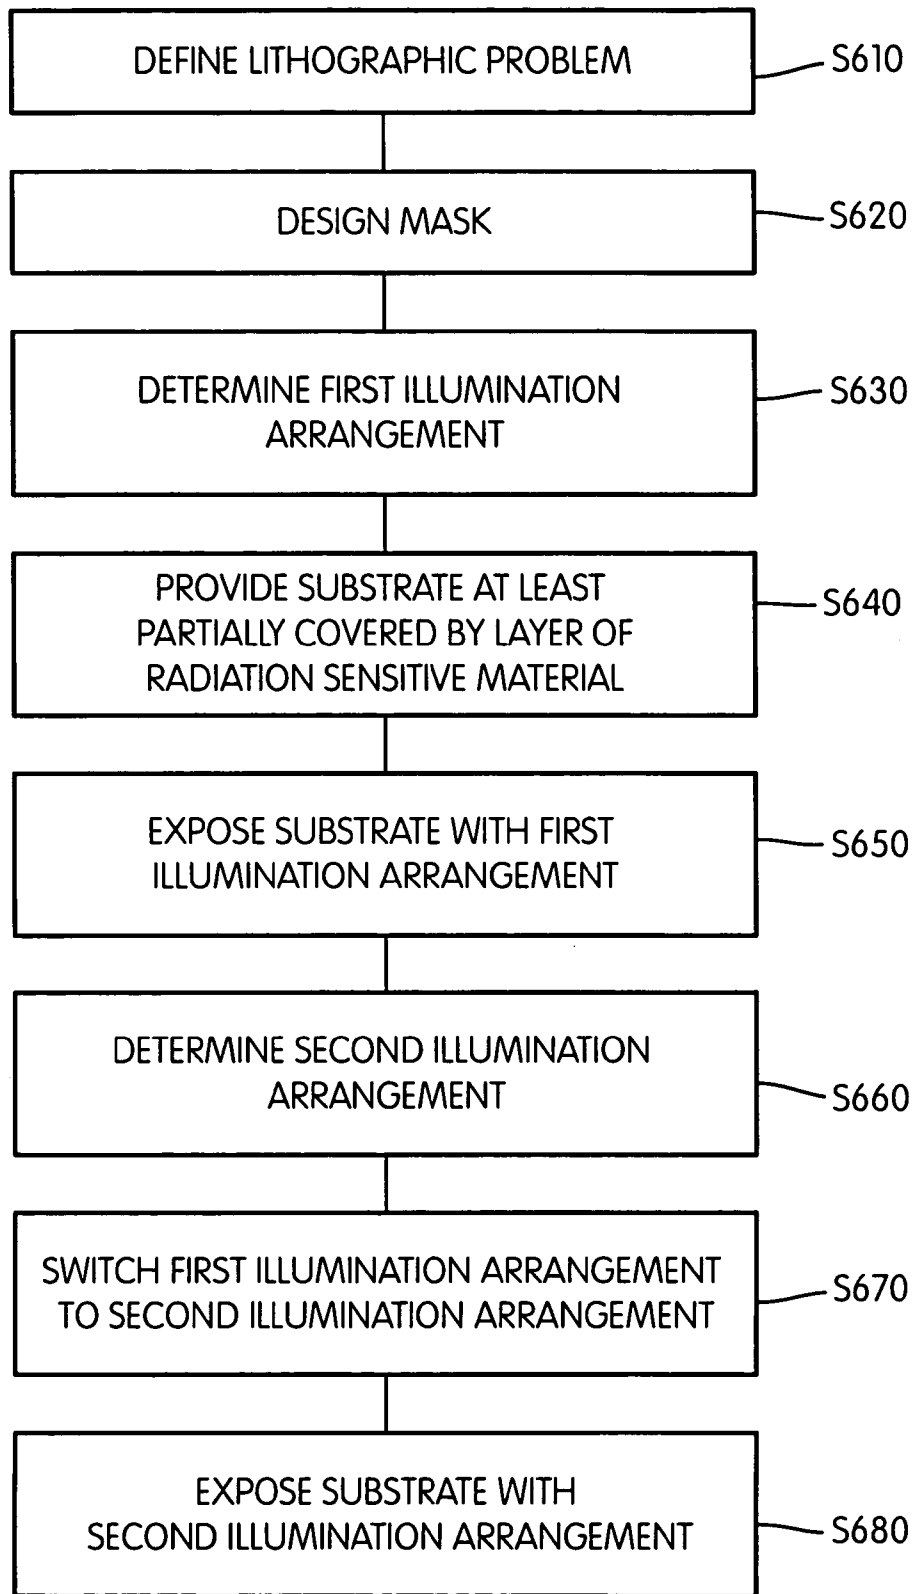 DEFINE LITHOGRAPHIC PROBLEM
S610
DESIGN MASK
S620
DETERMINE FIRST ILLUMINATION
ARRANGEMENT
S630
PROVIDE SUBSTRATE AT LEAST
PARTIALLY COVERED BY LAYER OF
RADIATION SENSITIVE MATERIAL
S640
EXPOSE SUBSTRATE WITH FIRST
ILLUMINATION ARRANGEMENT
S650
DETERMINE SECOND ILLUMINATION
ARRANGEMENT
S660
SWITCH FIRST ILLUMINATION ARRANGEMENT
TO SECOND ILLUMINATION ARRANGEMENT
S670
EXPOSE SUBSTRATE WITH
SECOND ILLUMINATION ARRANGEMENT
S680